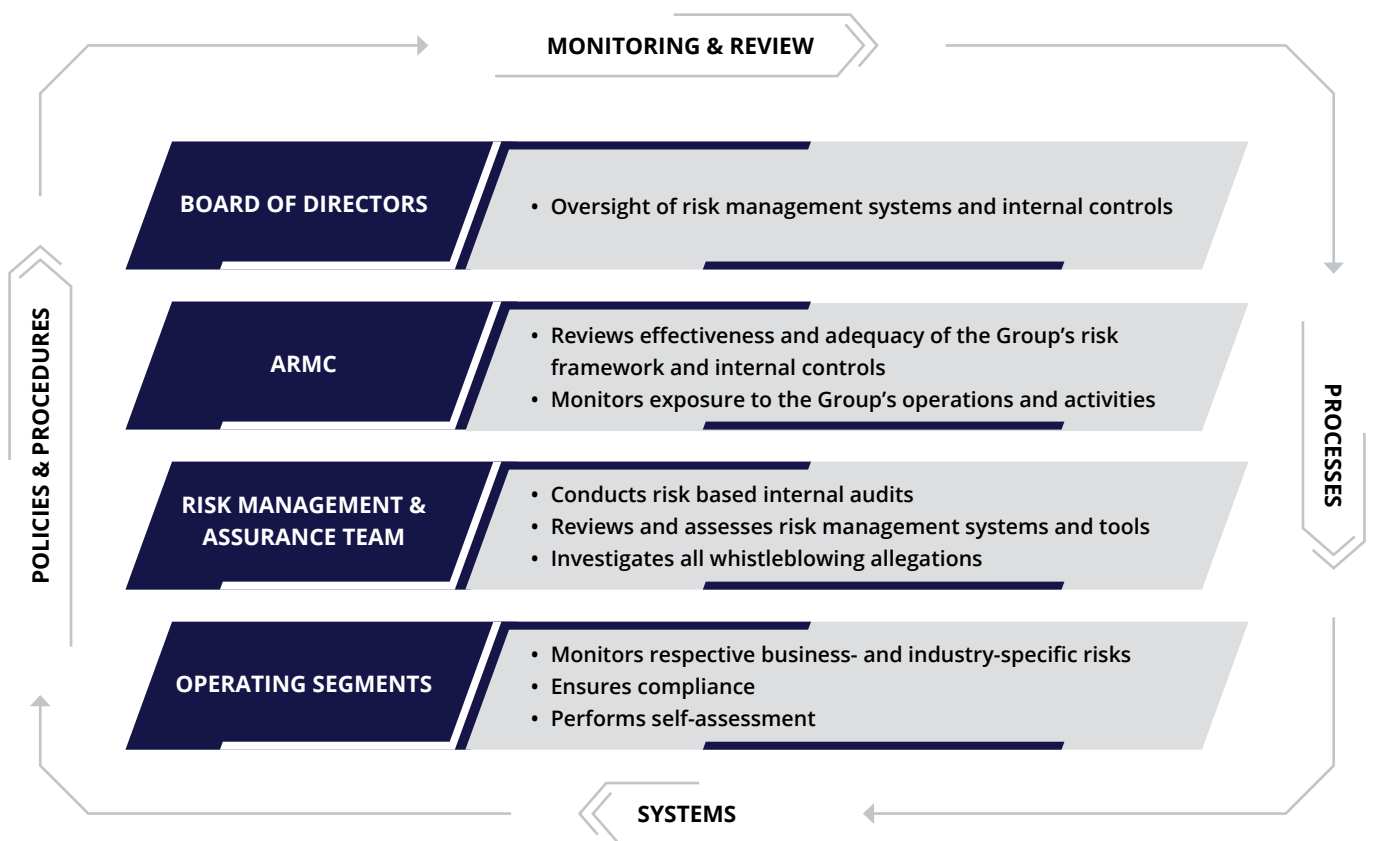 MONITORING & REVIEW
BOARD OF DIRECTORS
• Oversight of risk management systems and internal controls
ARMC
• Reviews effectiveness and adequacy of the Group’s risk
framework and internal controls
• Monitors exposure to the Group’s operations and activities
RISK MANAGEMENT &
ASSURANCE TEAM
• Conducts risk based internal audits
• Reviews and assesses risk management systems and tools
• Investigates all whistleblowing allegations
OPERATING SEGMENTS
• Monitors respective business- and industry-specific risks
• Ensures compliance
• Performs self-assessment
PROCESSES
SYSTEMS
POLICIES & PROCEDURES